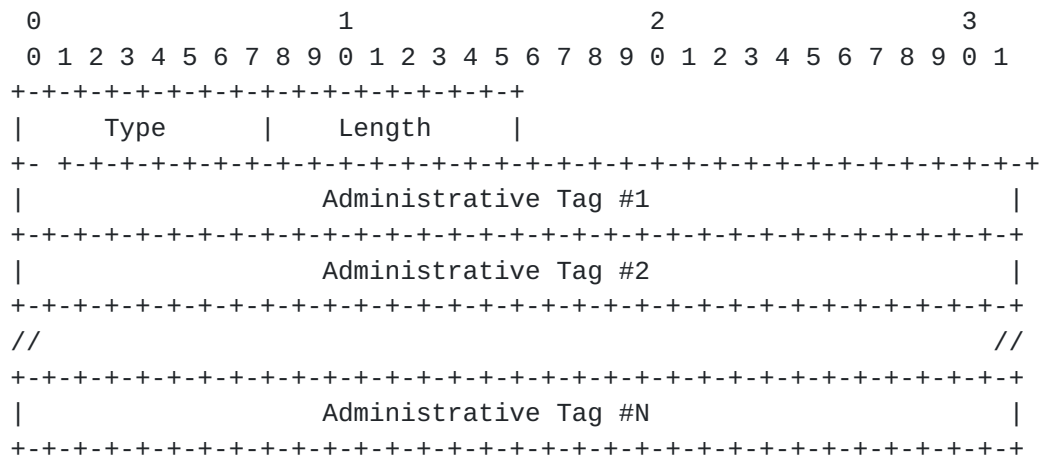 0                   1                   2                   3
 0 1 2 3 4 5 6 7 8 9 0 1 2 3 4 5 6 7 8 9 0 1 2 3 4 5 6 7 8 9 0 1
+-+-+-+-+-+-+-+-+-+-+-+-+-+-+-+-+
|     Type      |    Length     |
+- +-+-+-+-+-+-+-+-+-+-+-+-+-+-+-+-+-+-+-+-+-+-+-+-+-+-+-+-+-+-+-+
|                   Administrative Tag #1                       |
+-+-+-+-+-+-+-+-+-+-+-+-+-+-+-+-+-+-+-+-+-+-+-+-+-+-+-+-+-+-+-+-+
|                   Administrative Tag #2                       |
+-+-+-+-+-+-+-+-+-+-+-+-+-+-+-+-+-+-+-+-+-+-+-+-+-+-+-+-+-+-+-+-+
//                                                             //
+-+-+-+-+-+-+-+-+-+-+-+-+-+-+-+-+-+-+-+-+-+-+-+-+-+-+-+-+-+-+-+-+
|                   Administrative Tag #N                       |
+-+-+-+-+-+-+-+-+-+-+-+-+-+-+-+-+-+-+-+-+-+-+-+-+-+-+-+-+-+-+-+-+